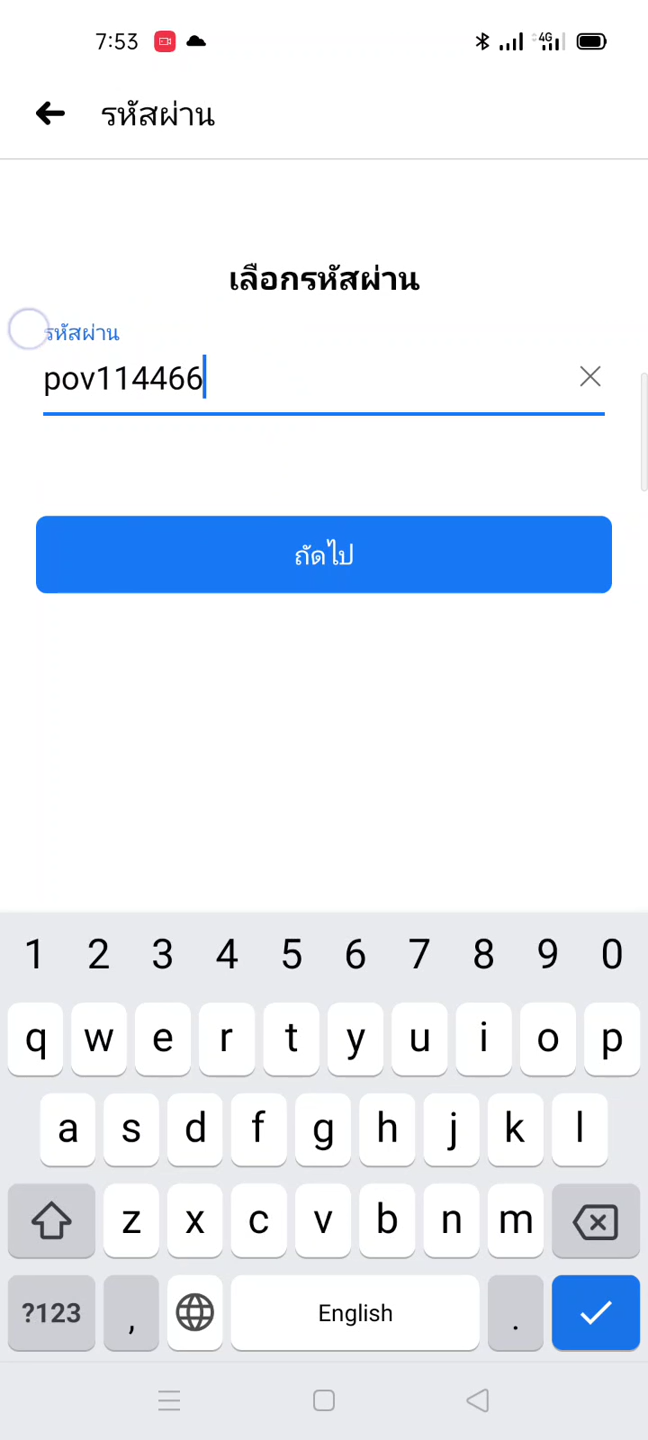 7:53
4G
รหัสผ่าน
เลือกรหัสผ่าน
รหัสผ่าน
pov114466
ถัดไป
1 2 3 4 5 6 7 8 9 0
q w e r t y u i o p
a s d f g h j k l
z x c v b n m
?123 , English .